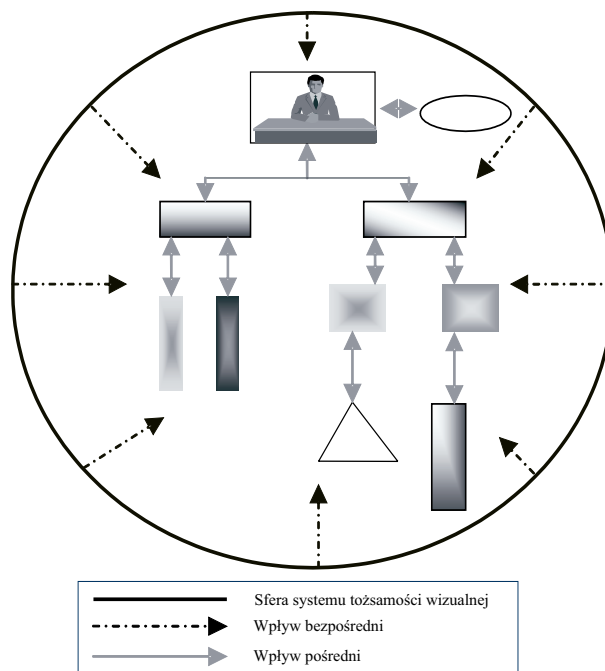 Sfera systemu tożsamości wizualnej
Wpływ bezpośredni
Wpływ pośredni